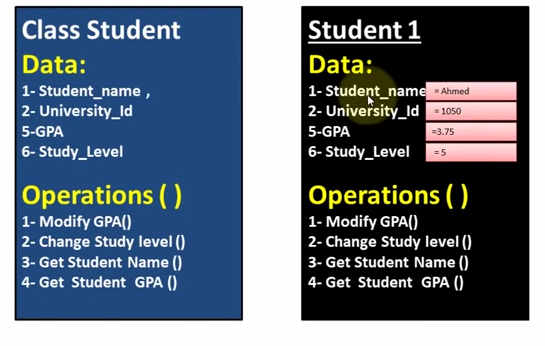 Class Student
Data:
1- Student_name ,
2- University_Id
5-GPA
6- Study_Level
Operations ( )
1- Modify GPA()
2- Change Study level ()
3- Get Student Name ()
4- Get Student GPA ()
Student 1
Data:
1- Student_name = Ahmed
2- University_Id = 1050
5-GPA =3.75
6- Study_Level = 5
Operations ( )
1- Modify GPA()
2- Change Study level ()
3- Get Student Name ()
4- Get Student GPA ()